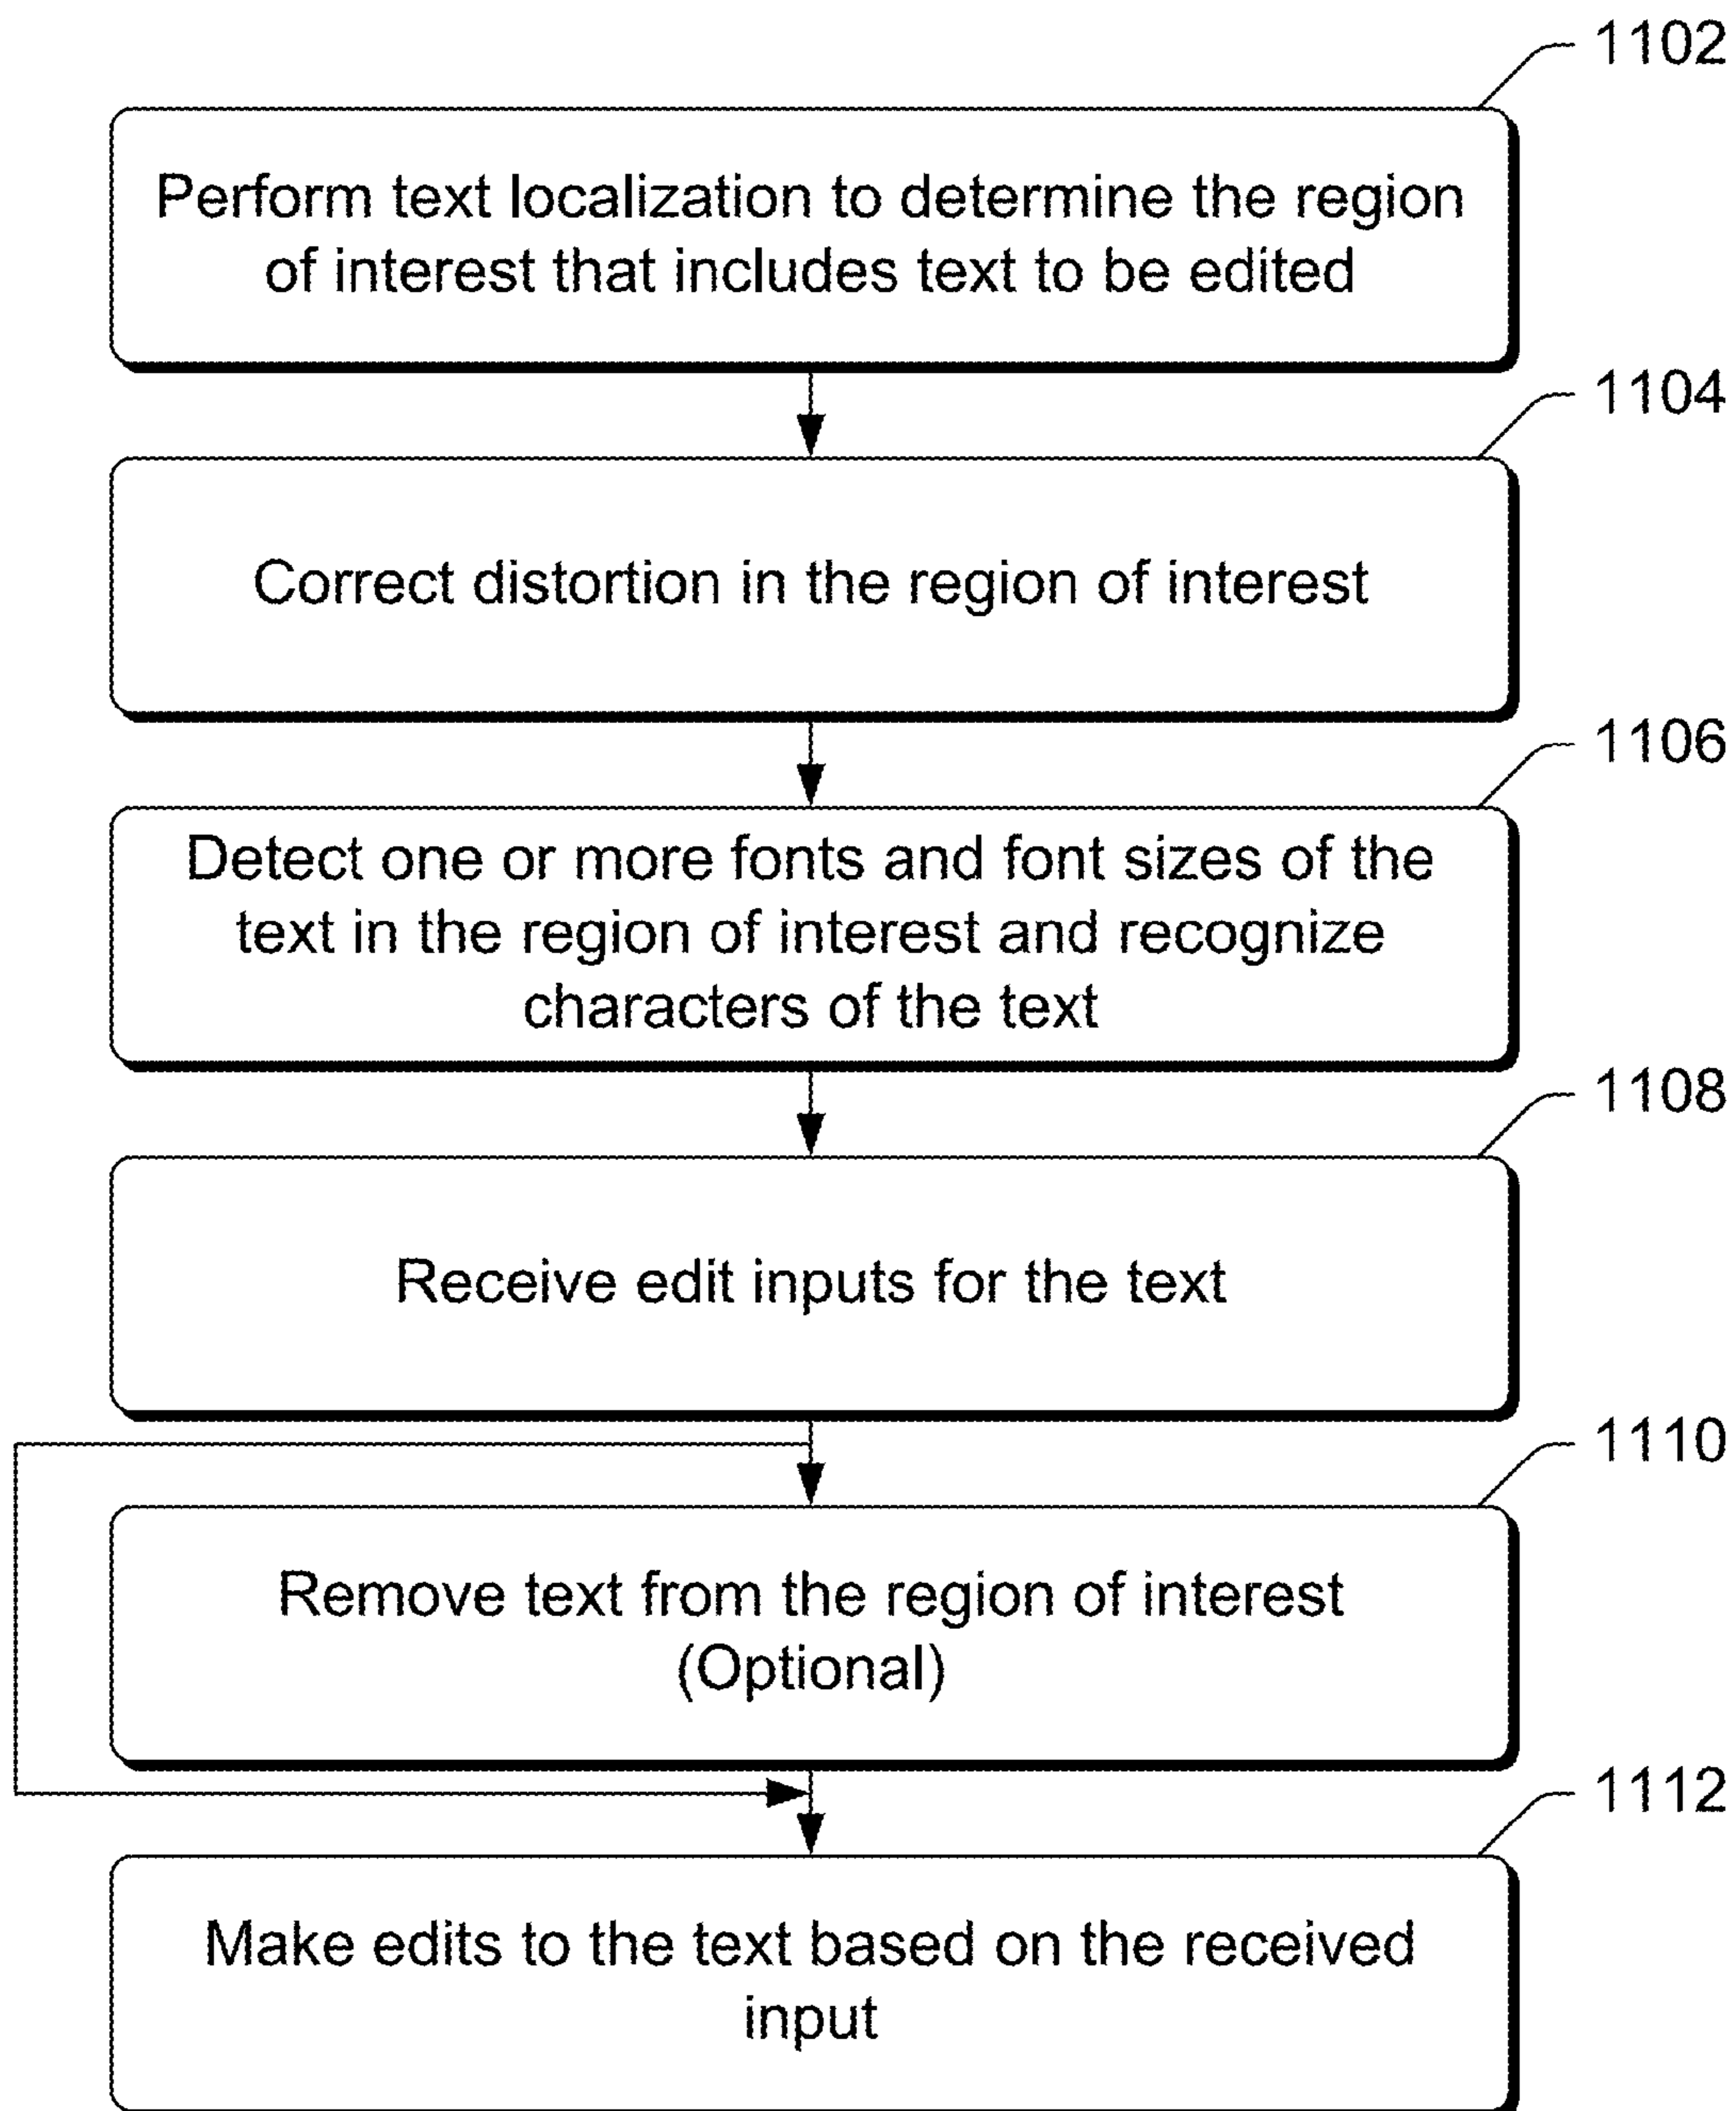 1102
Perform text localization to determine the region
of interest that includes text to be edited
1104
Correct distortion in the region of interest
1106
Detect one or more fonts and font sizes of the
text in the region of interest and recognize
characters of the text
1108
Receive edit inputs for the text
1110
Remove text from the region of interest
(Optional)
1112
Make edits to the text based on the received
input